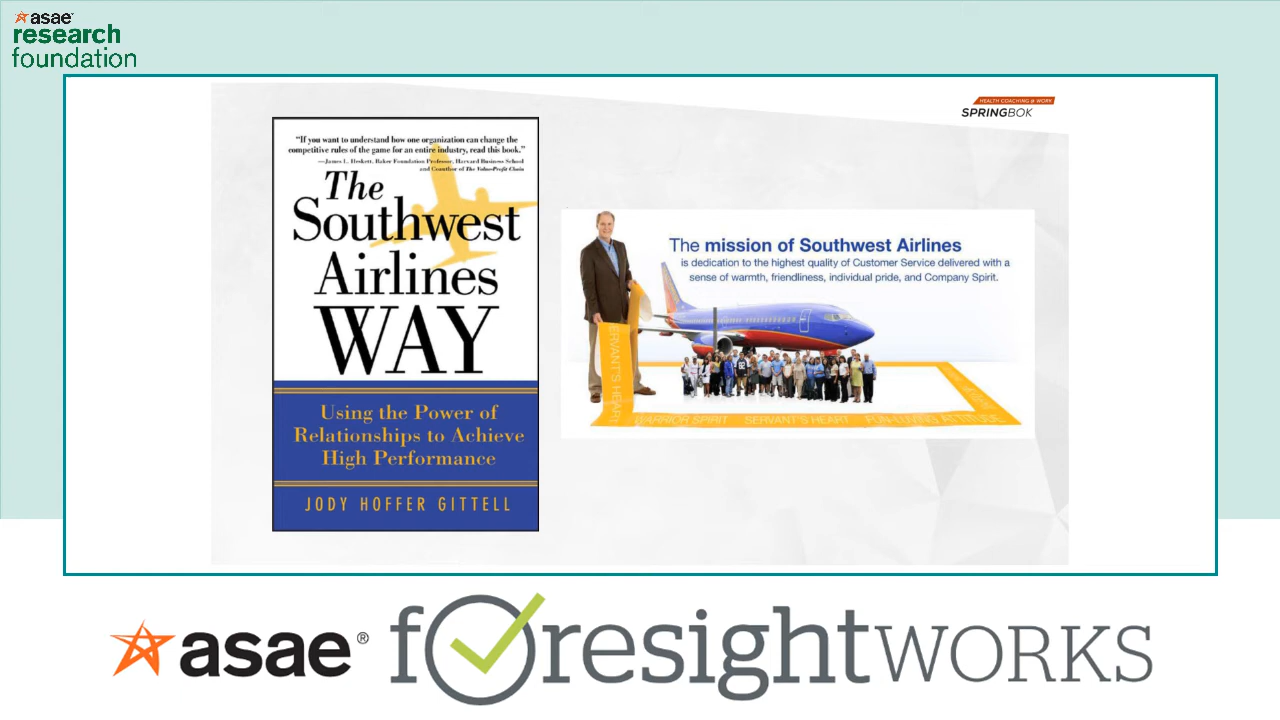 asae
research
foundation
HEALTH COACHING @ WORK
SPRINGBOK
"If you want to understand how one organization can change the
competitive rules of the game for an entire industry, read this book."
—James L. Heskett, Baker Foundation Professor, Harvard Business School
and Coauthor of The Value-Profit Chain
The
Southwest
Airlines
WAY
Using the Power of
Relationships to Achieve
High Performance
JODY HOFFER GITTELL
The mission of Southwest Airlines
is dedication to the highest quality of Customer Service delivered with a
sense of warmth, friendliness, individual pride, and Company Spirit.
SERVANT'S HEART
WARRIOR SPIRIT SERVANT'S HEART FUN-LUVING ATTITUDE
asae® foresightWORKS